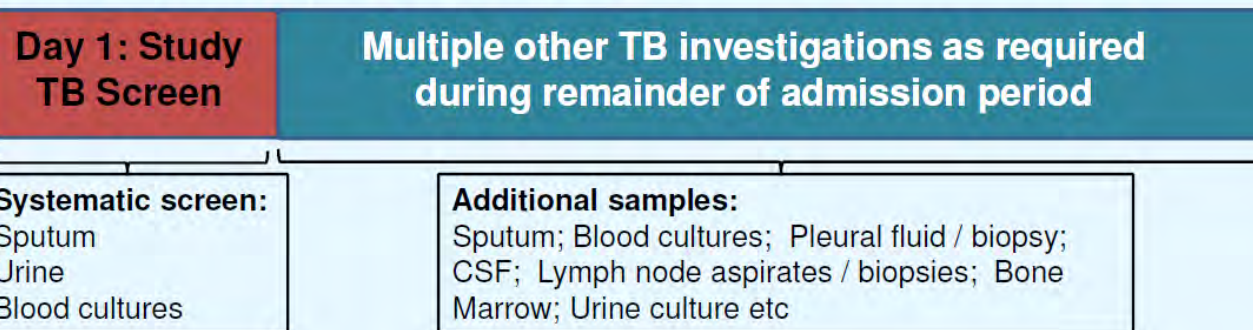 Day 1: Study
TB Screen
Multiple other TB investigations as required
during remainder of admission period
Systematic screen:
Sputum
Urine
Blood cultures
Additional samples:
Sputum; Blood cultures; Pleural fluid / biopsy;
CSF; Lymph node aspirates / biopsies; Bone
Marrow; Urine culture etc